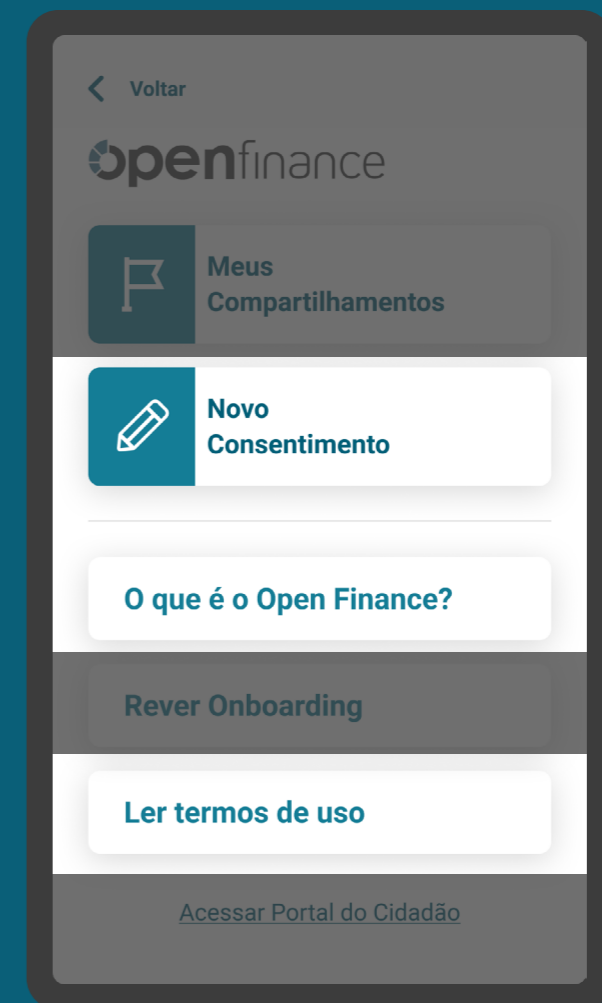 Voltar
openfinance
Meus
Compartilhamentos
Novo
Consentimento
O que é o Open Finance?
Rever Onboarding
Ler termos de uso
Acessar Portal do Cidadão